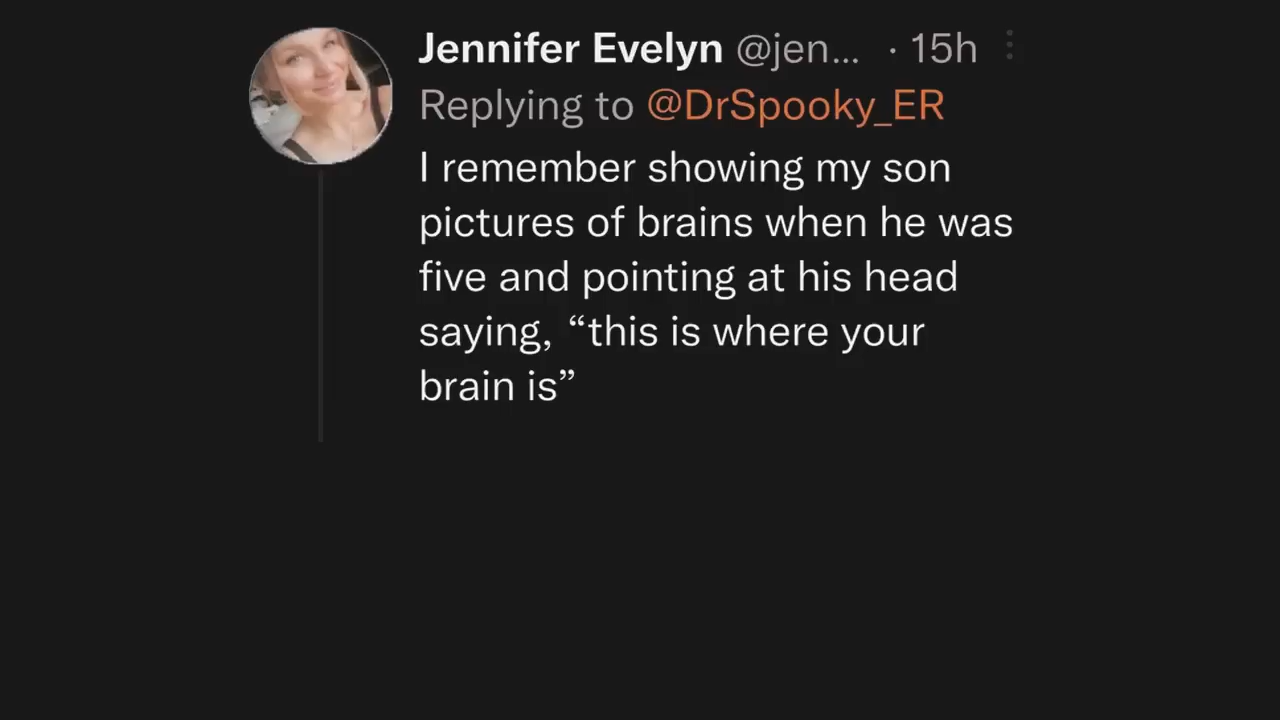 Jennifer Evelyn @jen... · 15h
Replying to @DrSpooky_ER
I remember showing my son
pictures of brains when he was
five and pointing at his head
saying, “this is where your
brain is”